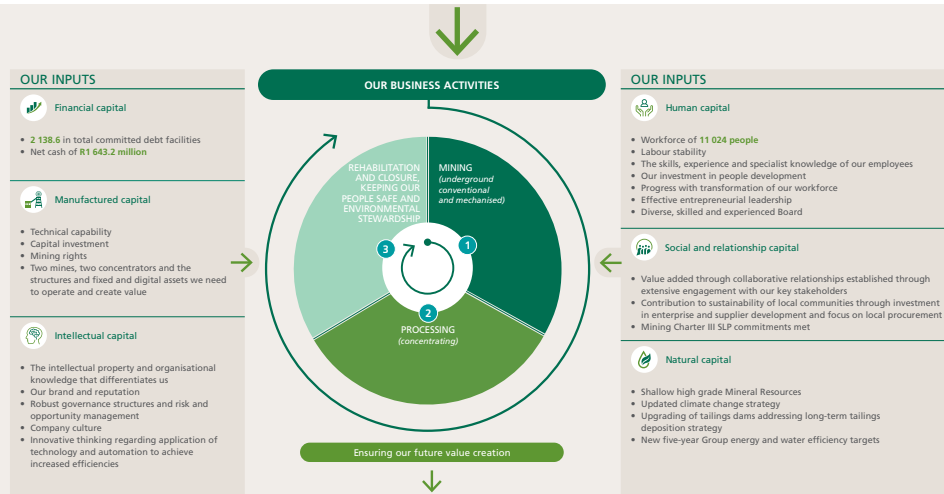 OUR INPUTS
Financial capital
• 2 138.6 in total committed debt facilities
• Net cash of R1 643.2 million
Manufactured capital
• Technical capability
• Capital investment
• Mining rights
• Two mines, two concentrators and the
structures and fixed and digital assets we need
to operate and create value
Intellectual capital
• The intellectual property and organisational
knowledge that differentiates us
• Our brand and reputation
• Robust governance structures and risk and
opportunity management
• Company culture
• Innovative thinking regarding application of
technology and automation to achieve
increased efficiencies
OUR BUSINESS ACTIVITIES
MINING
(underground
conventional
and mechanised)
1
PROCESSING
(concentrating)
2
REHABILITATION
AND CLOSURE,
KEEPING OUR
PEOPLE SAFE AND
ENVIRONMENTAL
STEWARDSHIP
3
Ensuring our future value creation
OUR INPUTS
Human capital
• Workforce of 11 024 people
• Labour stability
• The skills, experience and specialist knowledge of our employees
• Our investment in people development
• Progress with transformation of our workforce
• Effective entrepreneurial leadership
• Diverse, skilled and experienced Board
Social and relationship capital
• Value added through collaborative relationships established through
extensive engagement with our key stakeholders
• Contribution to sustainability of local communities through investment
in enterprise and supplier development and focus on local procurement
• Mining Charter III SLP commitments met
Natural capital
• Shallow high grade Mineral Resources
• Updated climate change strategy
• Upgrading of tailings dams addressing long-term tailings
deposition strategy
• New five-year Group energy and water efficiency targets